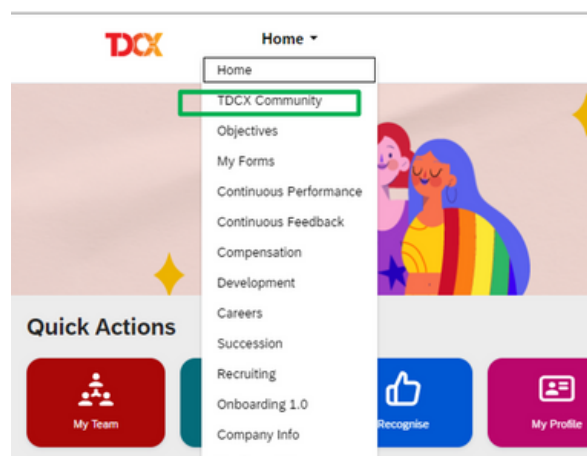 TDCX
Home
Home
TDCX Community
Objectives
My Forms
Continuous Performance
Continuous Feedback
Compensation
Development
Careers
Succession
Recruiting
Onboarding 1.0
Company Info
Quick Actions
My Team
Recognise
My Profile